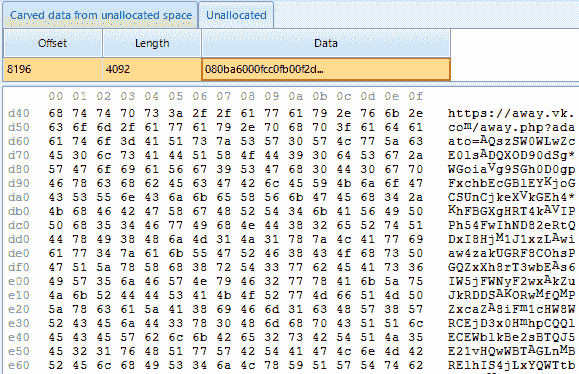 Carved data from unallocated space Unallocated
Offset Length Data
8196 4092 080ba6000fcc0fb00f2d...
00 01 02 03 04 05 06 07 08 09 0a 0b 0c 0d 0e 0f
d40 68 74 74 70 73 3a 2f 2f 61 77 61 79 2e 76 6b 2e https://away.vk.
d50 63 6f 6d 2f 61 77 61 79 2e 70 68 70 3f 61 64 61 com/away.php?ada
d60 61 74 6f 3d 41 51 73 7a 53 57 30 57 4c 77 5a 63 ato=AQszSW0WLwZc
d70 45 30 6c 73 41 44 51 58 4f 44 39 30 64 53 67 2a E0lsADQXOD90dSg*
d80 57 47 6f 69 61 56 67 39 53 47 68 30 44 30 67 70 WGoiaVg9SGh0D0gp
d90 46 78 63 68 62 45 63 47 42 6c 45 59 4b 6a 6f 47 FxchbEcGBlEYKjoG
da0 43 53 55 6e 43 6a 6b 65 58 56 6b 47 45 68 34 2a CSUnCjkeXVkGEh4*
db0 4b 68 46 42 47 58 67 48 52 54 34 6b 41 56 49 50 KhFBGXgHRT4kAVIP
dc0 50 68 35 34 46 77 49 68 4e 44 38 32 65 52 74 51 Ph54FwIhND82eRtQ
dd0 44 78 49 38 48 6a 4d 31 4a 31 78 7a 4c 41 77 69 DxI8HjM1J1xzLAwi
de0 61 77 34 7a 61 6b 55 47 52 46 38 43 4f 68 73 50 aw4zakUGRF8COhsP
df0 47 51 5a 78 58 68 38 72 54 33 77 62 45 41 73 36 GQZxXh8rT3wbEAs6
e00 49 57 35 6a 46 57 4e 79 46 32 77 78 41 6b 5a 75 IW5jFWNyF2wxAkZu
e10 4a 6b 52 44 44 53 41 4b 4f 52 77 4d 66 51 4d 50 JkRDDSAKORwMfQMP
e20 5a 78 63 61 5a 41 38 69 46 6d 31 63 48 57 38 57 ZxcaZA8iFm1cHW8W
e30 52 43 45 6a 44 33 78 30 48 6d 68 70 43 51 51 6c RCEjD3x0HmhpCQQl
e40 45 43 45 57 62 6c 6b 42 65 32 73 42 54 51 4a 35 ECEWblkBe2sBTQJ5
e50 45 32 31 76 48 51 77 57 42 54 41 47 4c 6e 4d 42 E21vHQwWBTAGLnMB
e60 52 45 6c 68 49 53 34 6a 4c 78 59 51 57 54 74 62 RElhIS4jLxYQWTtb